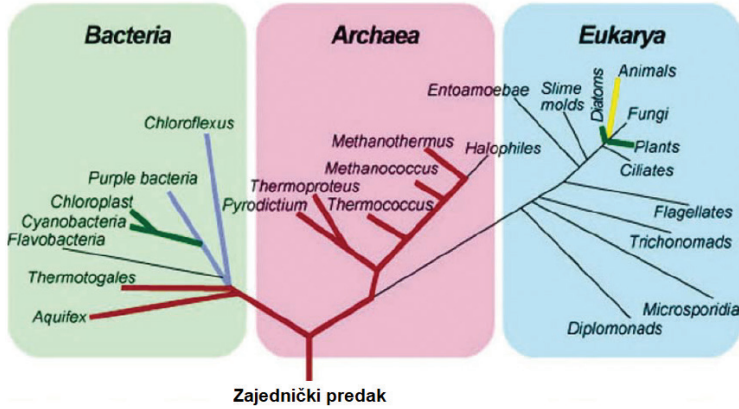 Bacteria
Archaea
Eukarya
Chloroflexus
Purple bacteria
Chloroplast
Cyanobacteria
Flavobacteria
Thermotogales
Aquifex
Methanothermus
Halophiles
Methanococcus
Thermoproteus
Pyrodictium
Thermococcus
Entoamoebae
Slime
molds
Diatoms
Animals
Fungi
Plants
Ciliates
Flagellates
Trichonomads
Microsporidia
Diplomonads
Zajednički predak